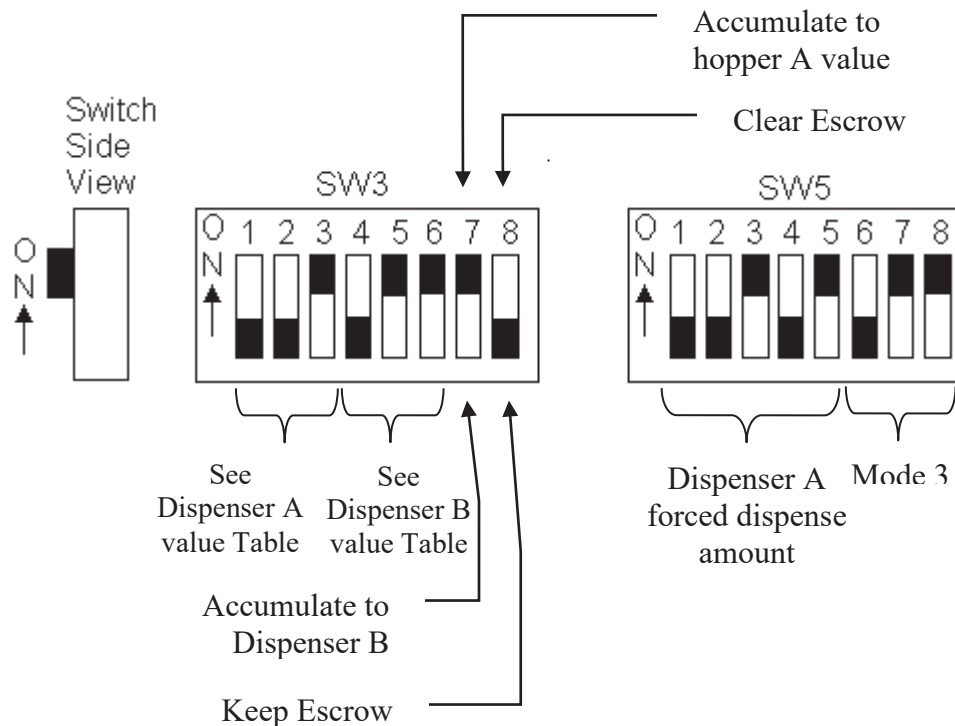 Accumulate to
hopper A value
Clear Escrow
Switch
Side
View
O
N
SW3
O
N
1 2 3 4 5 6 7 8
SW5
O
N
1 2 3 4 5 6 7 8
See
Dispenser A
value Table
See
Dispenser B
value Table
Dispenser A
forced dispense
amount
Mode 3
Accumulate to
Dispenser B
Keep Escrow